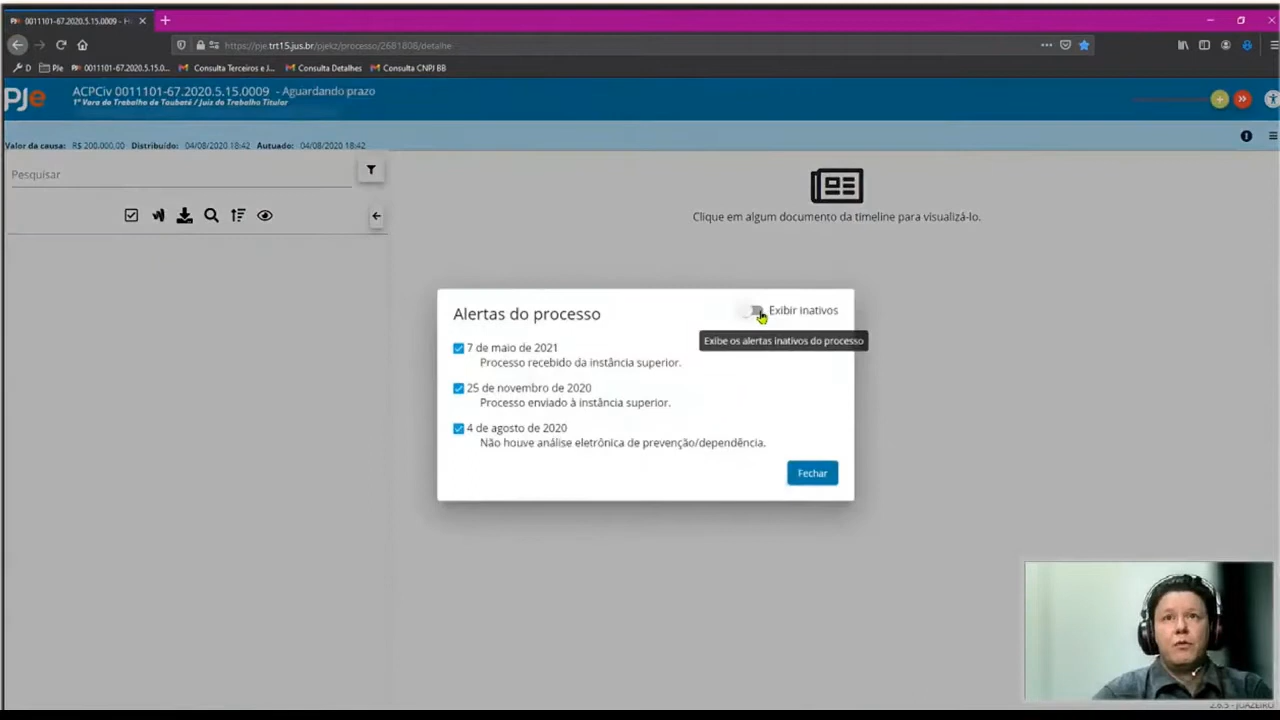 PJe 0011101-67.2020.5.15.0009 - H
https://pje.trt15.jus.br/pjekz/processo/2681808/detalhe
D PJe 0011101-67.2020.5.15.0... Consulta Terceiros e J... Consulta Detalhes Consulta CNPJ BB
PJe
ACPCiv 0011101-67.2020.5.15.0009 - Aguardando prazo
1ª Vara do Trabalho de Taubaté / Juiz do Trabalho Titular
Valor da causa: R$ 200.000,00 Distribuído: 04/08/2020 18:42 Autuado: 04/08/2020 18:42
Pesquisar
Clique em algum documento da timeline para visualizá-lo.
Alertas do processo
Exibir inativos
Exibe os alertas inativos do processo
7 de maio de 2021
Processo recebido da instância superior.
25 de novembro de 2020
Processo enviado à instância superior.
4 de agosto de 2020
Não houve análise eletrônica de prevenção/dependência.
Fechar
2.6.5 - JUAZEIRO